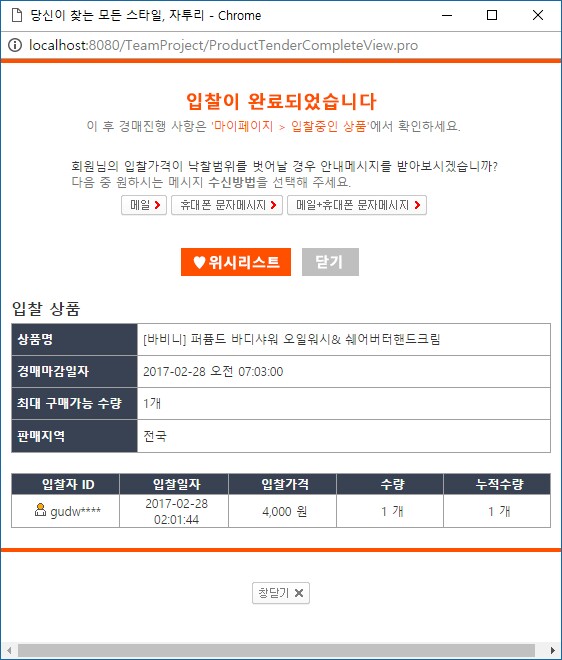 당신이 찾는 모든 스타일, 자투리 - Chrome
localhost:8080/TeamProject/ProductTenderCompleteView.pro
입찰이 완료되었습니다
이 후 경매진행 사항은 '마이페이지 > 입찰중인 상품'에서 확인하세요.
회원님의 입찰가격이 낙찰범위를 벗어날 경우 안내메시지를 받아보시겠습니까?
다음 중 원하시는 메시지 수신방법을 선택해 주세요.
메일 > 휴대폰 문자메시지 > 메일+휴대폰 문자메시지 >
♥ 위시리스트 닫기
입찰 상품
상품명 [바비니] 퍼퓸드 바디샤워 오일워시& 쉐어버터핸드크림
경매마감일자 2017-02-28 오전 07:03:00
최대 구매가능 수량 1개
판매지역 전국
입찰자 ID 입찰일자 입찰가격 수량 누적수량
gudw**** 2017-02-28 02:01:44 4,000 원 1 개 1 개
창닫기 ✕